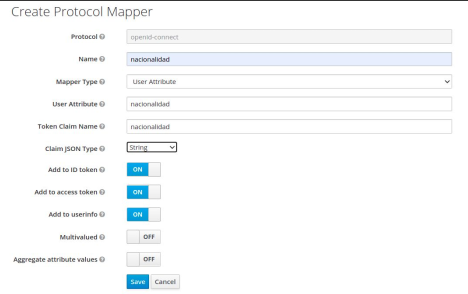 Create Protocol Mapper
Protocol openid-connect
Name nacionalidad
Mapper Type User Attribute
User Attribute nacionalidad
Token Claim Name nacionalidad
Claim JSON Type String
Add to ID token ON
Add to access token ON
Add to userinfo ON
Multivalued OFF
Aggregate attribute values OFF
Save Cancel